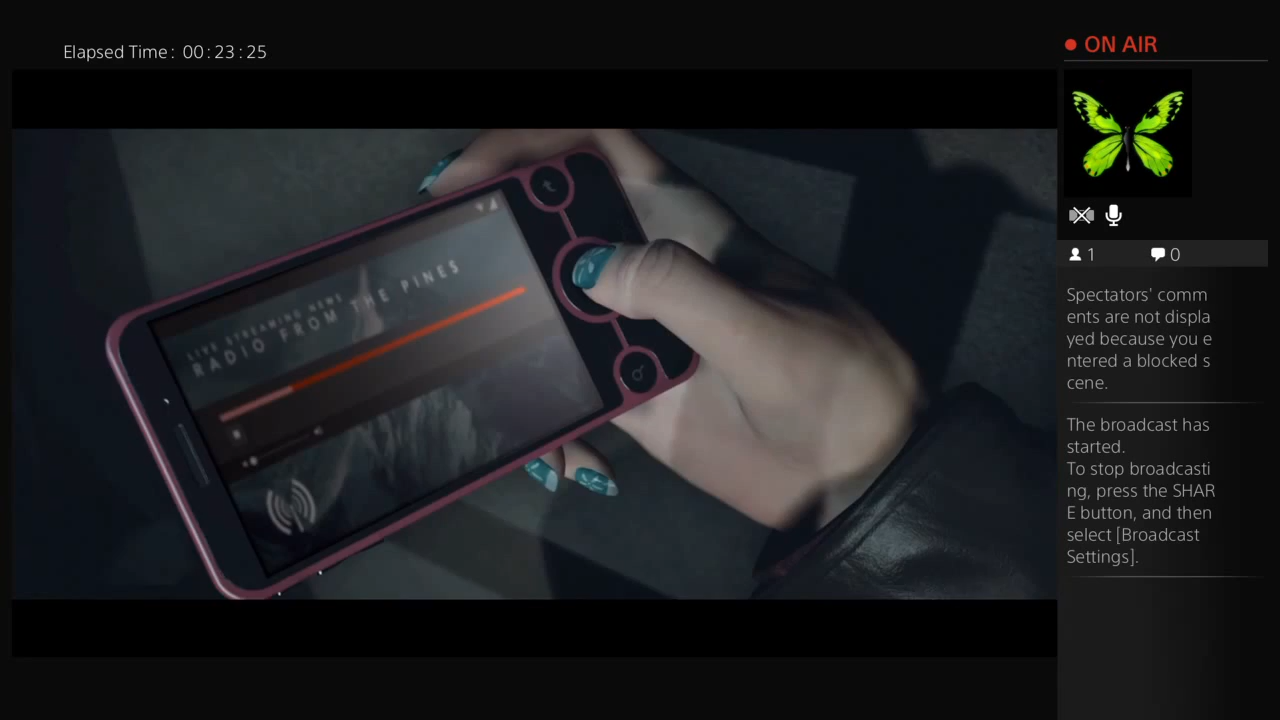 Elapsed Time: 00:23:25
ON AIR
1 0
Spectators' comm
ents are not displa
yed because you e
ntered a blocked s
cene.
The broadcast has
started.
To stop broadcasti
ng, press the SHAR
E button, and then
select [Broadcast
Settings].
LIVE STREAMING NEWS
RADIO FROM THE PINES